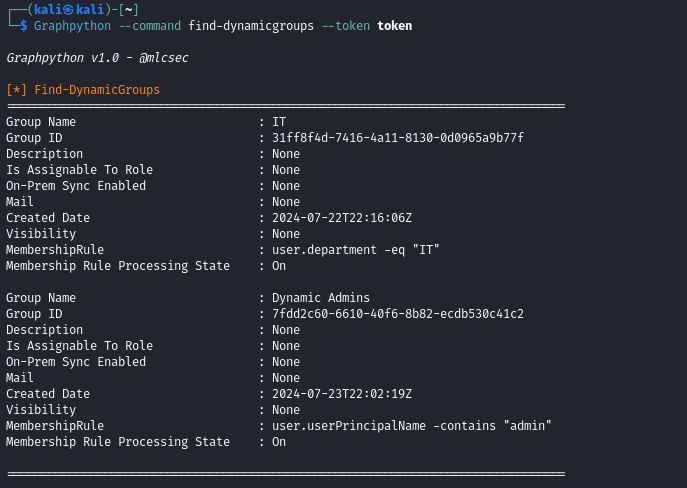 ┌──(kali㉿kali)-[~]
└─$ Graphpython --command find-dynamicgroups --token token
Graphpython v1.0 - @mlcsec
[*] Find-DynamicGroups
================================================================================
Group Name                          : IT
Group ID                            : 31ff8f4d-7416-4a11-8130-0d0965a9b77f
Description                         : None
Is Assignable To Role               : None
On-Prem Sync Enabled                : None
Mail                                : None
Created Date                        : 2024-07-22T22:16:06Z
Visibility                          : None
MembershipRule                      : user.department -eq "IT"
Membership Rule Processing State    : On
Group Name                          : Dynamic Admins
Group ID                            : 7fdd2c60-6610-40f6-8b82-ecdb530c41c2
Description                         : None
Is Assignable To Role               : None
On-Prem Sync Enabled                : None
Mail                                : None
Created Date                        : 2024-07-23T22:02:19Z
Visibility                          : None
MembershipRule                      : user.userPrincipalName -contains "admin"
Membership Rule Processing State    : On
================================================================================